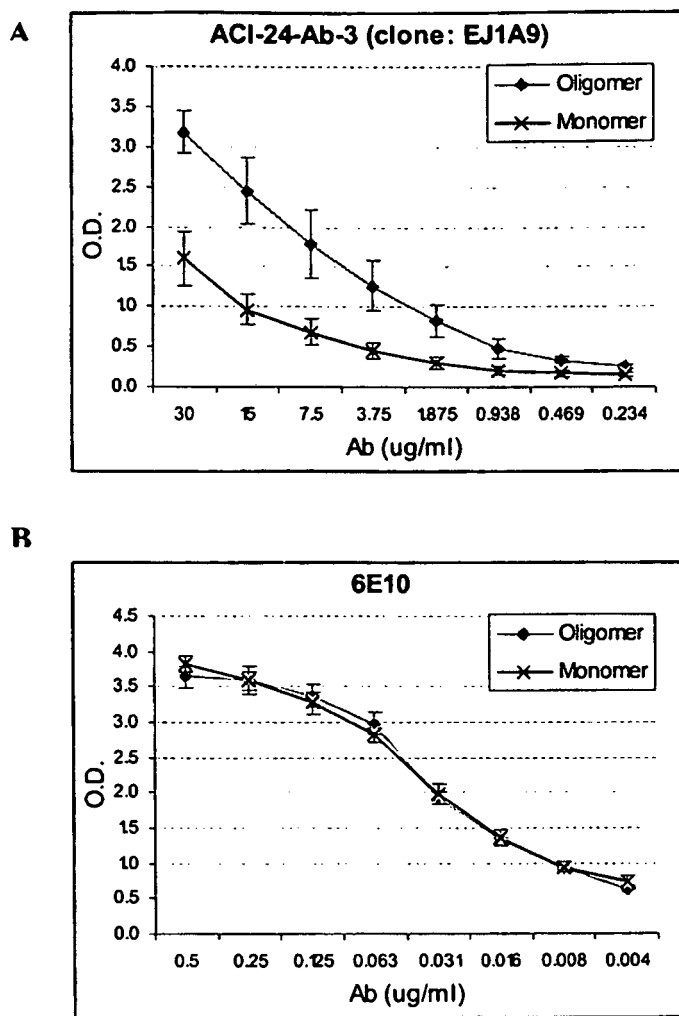 A
ACI-24-Ab-3 (clone: EJ1A9)
Oligomer
Monomer
4.0
3.5
3.0
2.5
2.0
1.5
1.0
0.5
0.0
O.D.
30 15 7.5 3.75 1.875 0.938 0.469 0.234
Ab (ug/ml)
B
6E10
Oligomer
Monomer
4.5
4.0
3.5
3.0
2.5
2.0
1.5
1.0
0.5
0.0
O.D.
0.5 0.25 0.125 0.063 0.031 0.016 0.008 0.004
Ab (ug/ml)